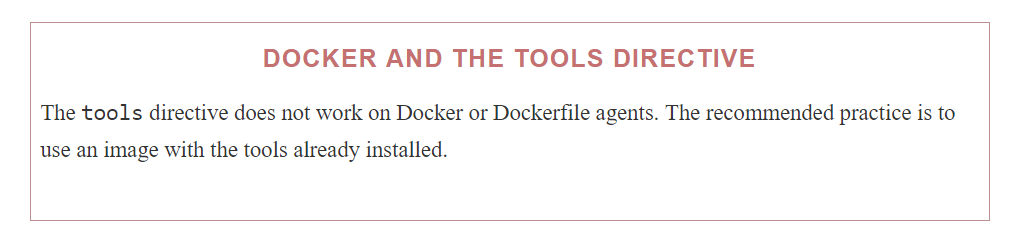 DOCKER AND THE TOOLS DIRECTIVE
The tools directive does not work on Docker or Dockerfile agents. The recommended practice is to
use an image with the tools already installed.